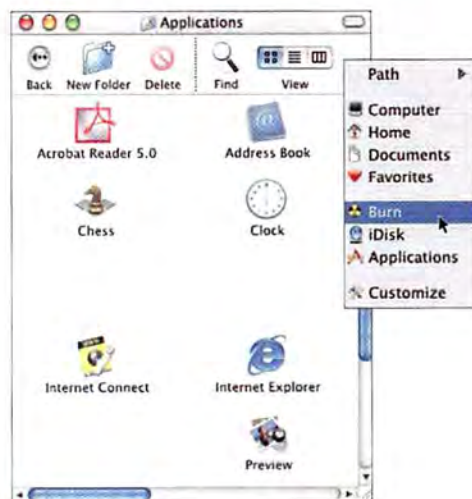 Applications
Back New Folder Delete Find View
Path
Computer
Home
Documents
Favorites
Burn
iDisk
Applications
Customize
Acrobat Reader 5.0 Address Book
Chess Clock
Internet Connect Internet Explorer
Preview